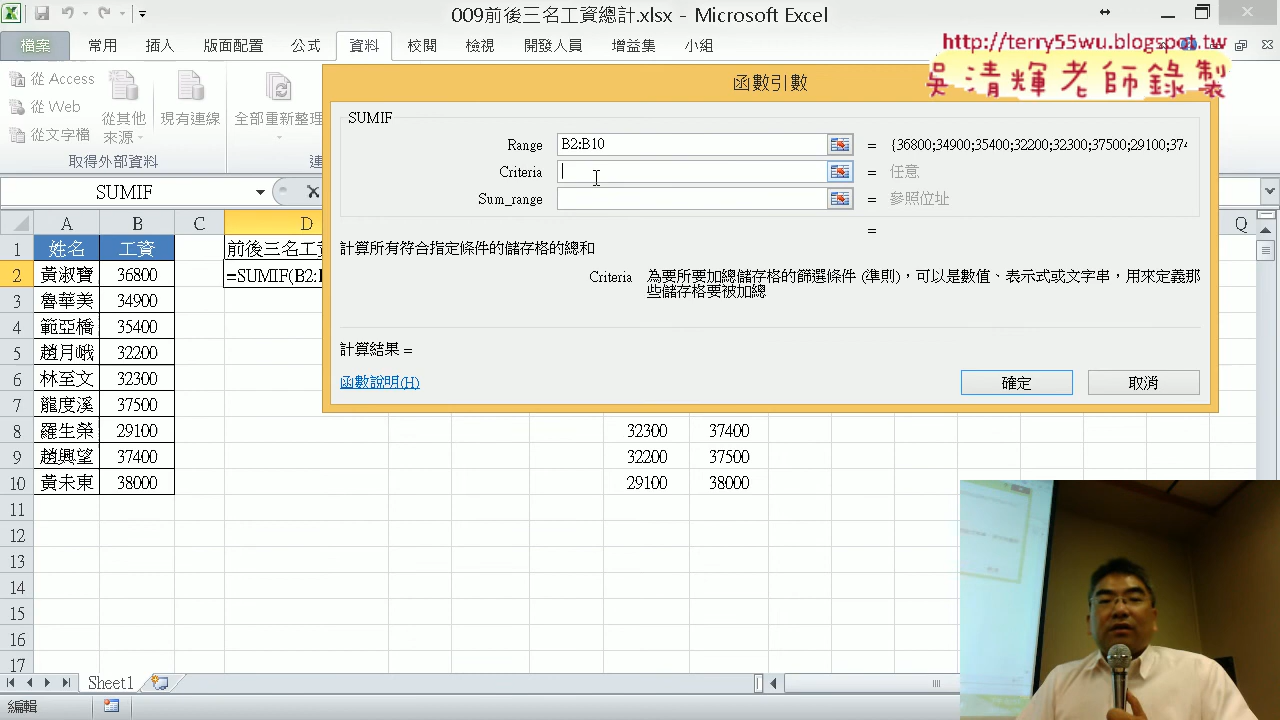 009前後三名工資總計.xlsx - Microsoft Excel
檔案 常用 插入 版面配置 公式 資料 校閱 檢視 開發人員 增益集 小組
http://terry55wu.blogspot.tw
吳清輝老師錄製
從 Access
從 Web
從文字檔
從其他
來源
現有連線
全部重新整理
取得外部資料
連
函數引數
SUMIF
Range B2:B10 = {36800;34900;35400;32200;32300;37500;29100;374
Criteria = 任意
Sum_range = 參照位址
=
計算所有符合指定條件的儲存格的總和
Criteria 為要所要加總儲存格的篩選條件 (準則)，可以是數值、表示式或文字串，用來定義那
些儲存格要被加總
計算結果 =
函數說明(H)
確定 取消
SUMIF
A B C D Q
1 姓名 工資 前後三名工資
2 黃淑寶 36800 =SUMIF(B2:
3 魯華美 34900
4 範亞橋 35400
5 趙月峨 32200
6 林至文 32300
7 龍度溪 37500
8 羅生榮 29100 32300 37400
9 趙興望 37400 32200 37500
10 黃未東 38000 29100 38000
11
12
13
14
15
16
17
Sheet1
編輯